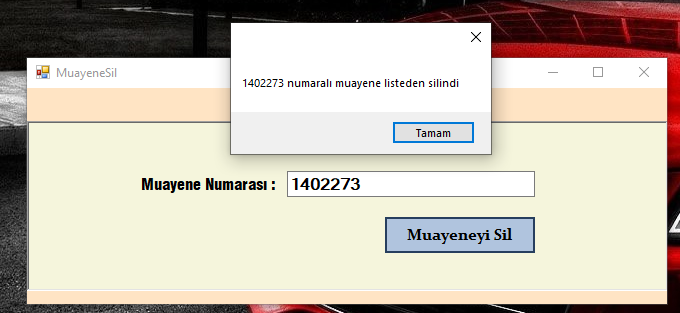 MuayeneSil
1402273 numaralı muayene listeden silindi
Tamam
Muayene Numarası : 1402273
Muayeneyi Sil